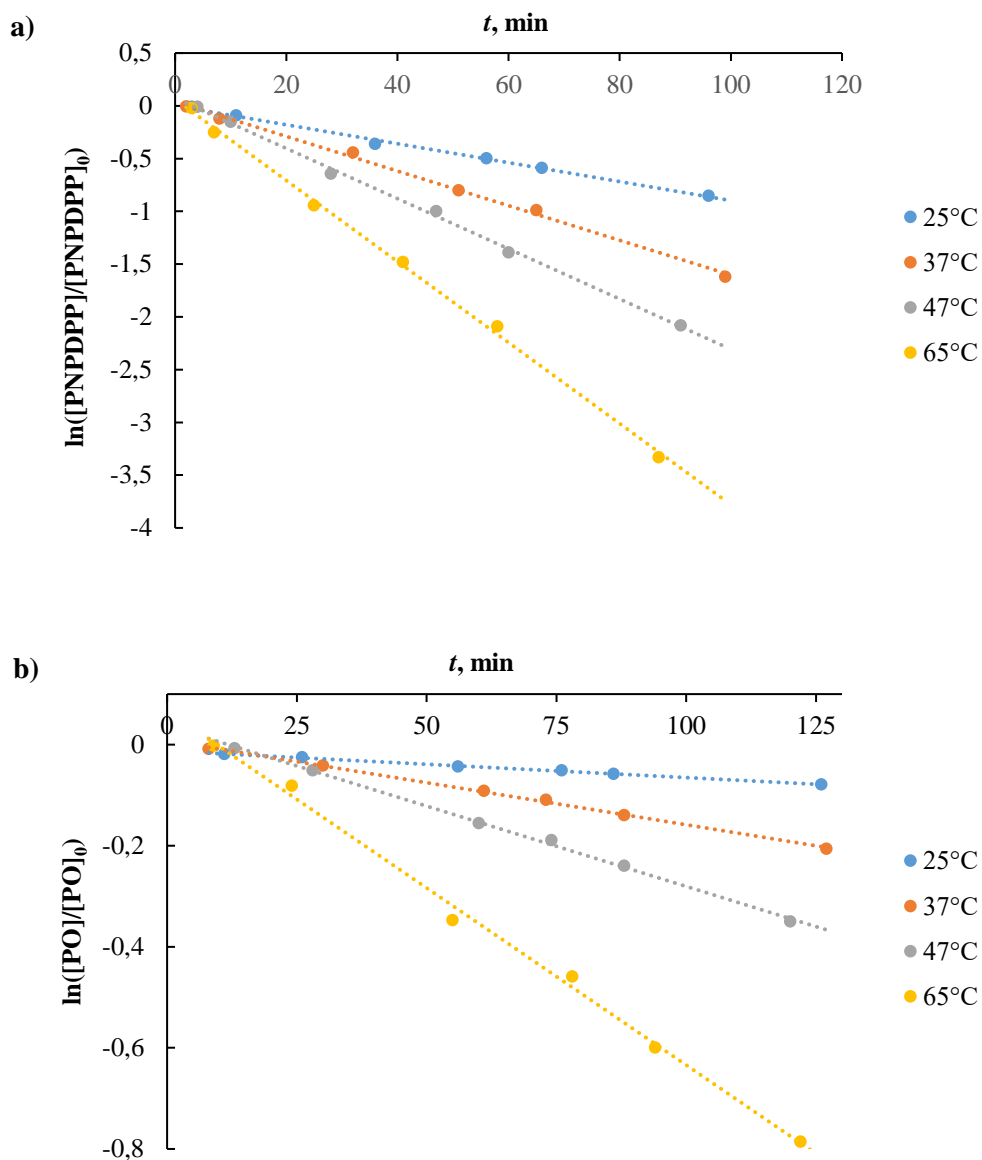 a)
t, min
0,5
0
-0,5
-1
-1,5
-2
-2,5
-3
-3,5
-4
0 20 40 60 80 100 120
ln([PNPDPP]/[PNPDPP]0)
25°C
37°C
47°C
65°C
b)
t, min
0 25 50 75 100 125
0
-0,2
-0,4
-0,6
-0,8
ln([PO]/[PO]0)
25°C
37°C
47°C
65°C